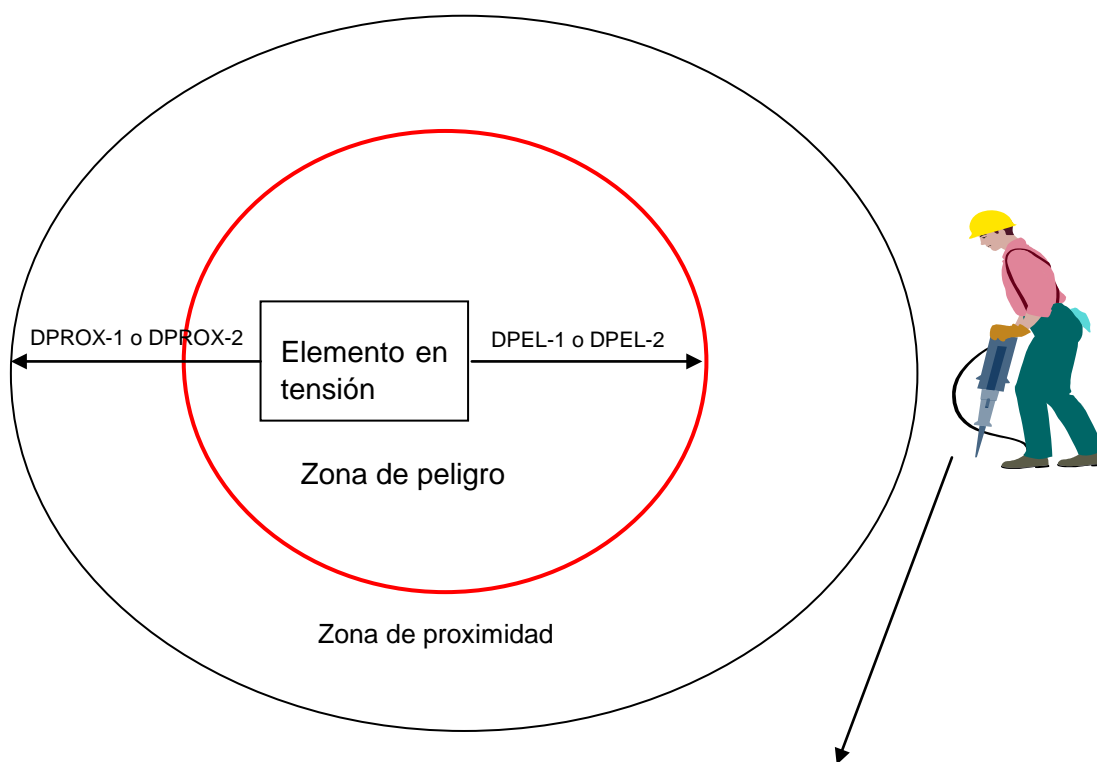 DPROX-1 o DPROX-2
Elemento en
tensión
DPEL-1 o DPEL-2
Zona de peligro
Zona de proximidad